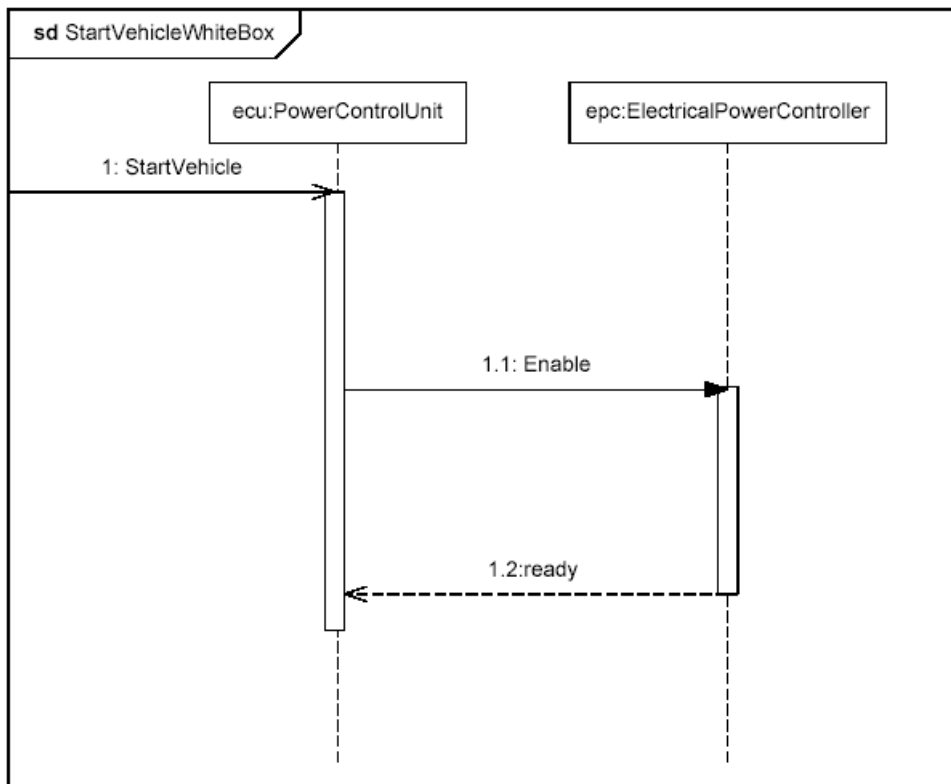 sd StartVehicleWhiteBox
ecu:PowerControlUnit
epc:ElectricalPowerController
1: StartVehicle
1.1: Enable
1.2:ready